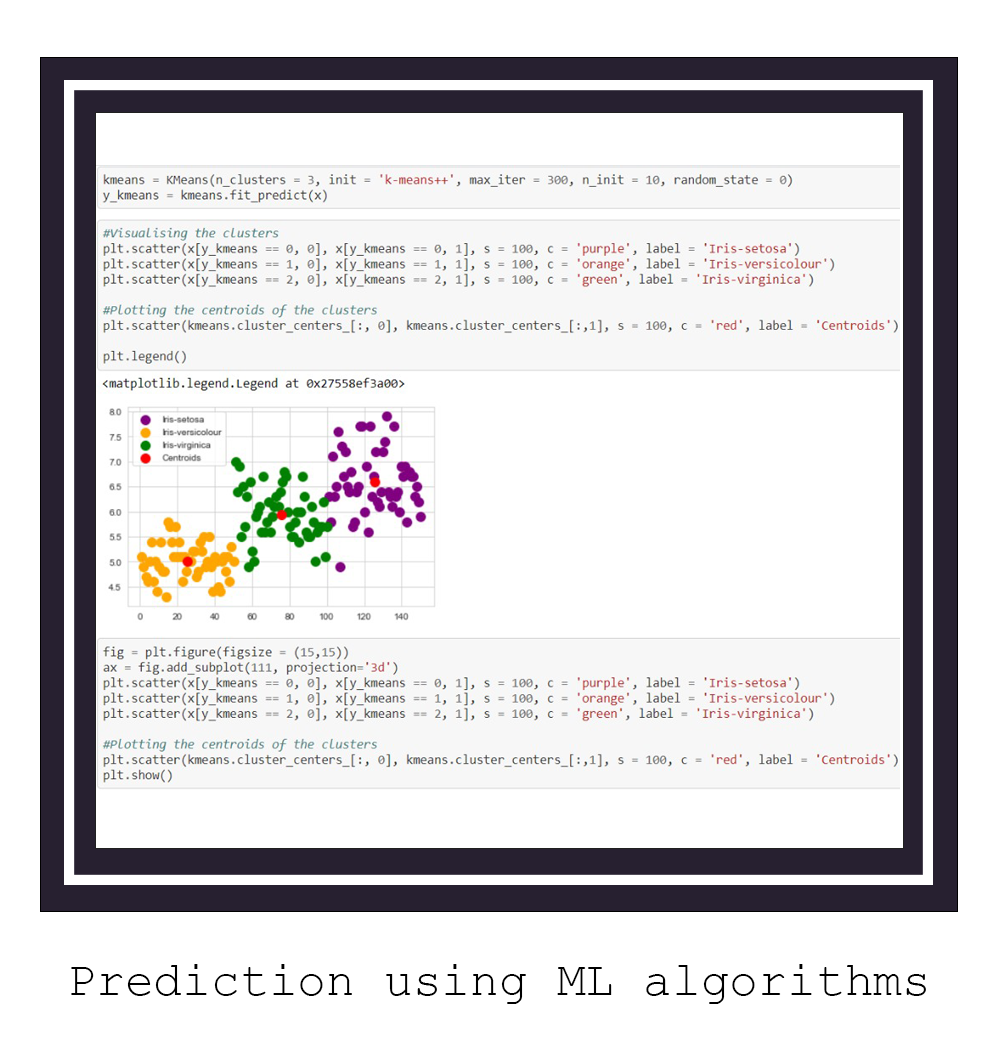 kmeans = KMeans(n_clusters = 3, init = 'k-means++', max_iter = 300, n_init = 10, random_state = 0)
y_kmeans = kmeans.fit_predict(x)
#Visualising the clusters
plt.scatter(x[y_kmeans == 0, 0], x[y_kmeans == 0, 1], s = 100, c = 'purple', label = 'Iris-setosa')
plt.scatter(x[y_kmeans == 1, 0], x[y_kmeans == 1, 1], s = 100, c = 'orange', label = 'Iris-versicolour')
plt.scatter(x[y_kmeans == 2, 0], x[y_kmeans == 2, 1], s = 100, c = 'green', label = 'Iris-virginica')
#Plotting the centroids of the clusters
plt.scatter(kmeans.cluster_centers_[:, 0], kmeans.cluster_centers_[:,1], s = 100, c = 'red', label = 'Centroids')
plt.legend()
<matplotlib.legend.Legend at 0x27558ef3a00>
Iris-setosa
Iris-versicolour
Iris-virginica
Centroids
8.0
7.5
7.0
6.5
6.0
5.5
5.0
4.5
0 20 40 60 80 100 120 140
fig = plt.figure(figsize = (15,15))
ax = fig.add_subplot(111, projection='3d')
plt.scatter(x[y_kmeans == 0, 0], x[y_kmeans == 0, 1], s = 100, c = 'purple', label = 'Iris-setosa')
plt.scatter(x[y_kmeans == 1, 0], x[y_kmeans == 1, 1], s = 100, c = 'orange', label = 'Iris-versicolour')
plt.scatter(x[y_kmeans == 2, 0], x[y_kmeans == 2, 1], s = 100, c = 'green', label = 'Iris-virginica')
#Plotting the centroids of the clusters
plt.scatter(kmeans.cluster_centers_[:, 0], kmeans.cluster_centers_[:,1], s = 100, c = 'red', label = 'Centroids')
plt.show()
Prediction using ML algorithms